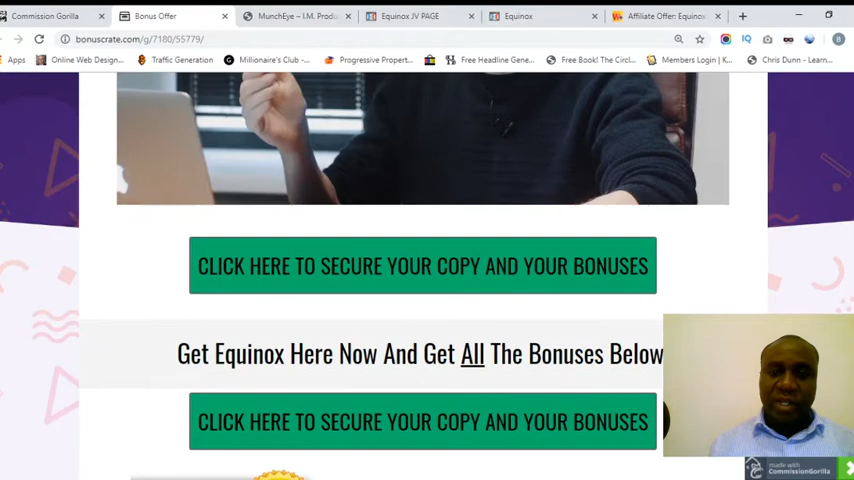 Commission Gorilla
Bonus Offer
MunchEye – I.M. Produ
Equinox JV PAGE
Equinox
Affiliate Offer: Equinox
bonuscrate.com/g/7180/55779/
Apps
Online Web Design...
Traffic Generation
Millionaire's Club -...
Progressive Propert...
Free Headline Gene...
Free Book! The Circl...
Members Login | K...
Chris Dunn - Learn...
CLICK HERE TO SECURE YOUR COPY AND YOUR BONUSES
Get Equinox Here Now And Get All The Bonuses Below
CLICK HERE TO SECURE YOUR COPY AND YOUR BONUSES
made with
CommissionGorilla